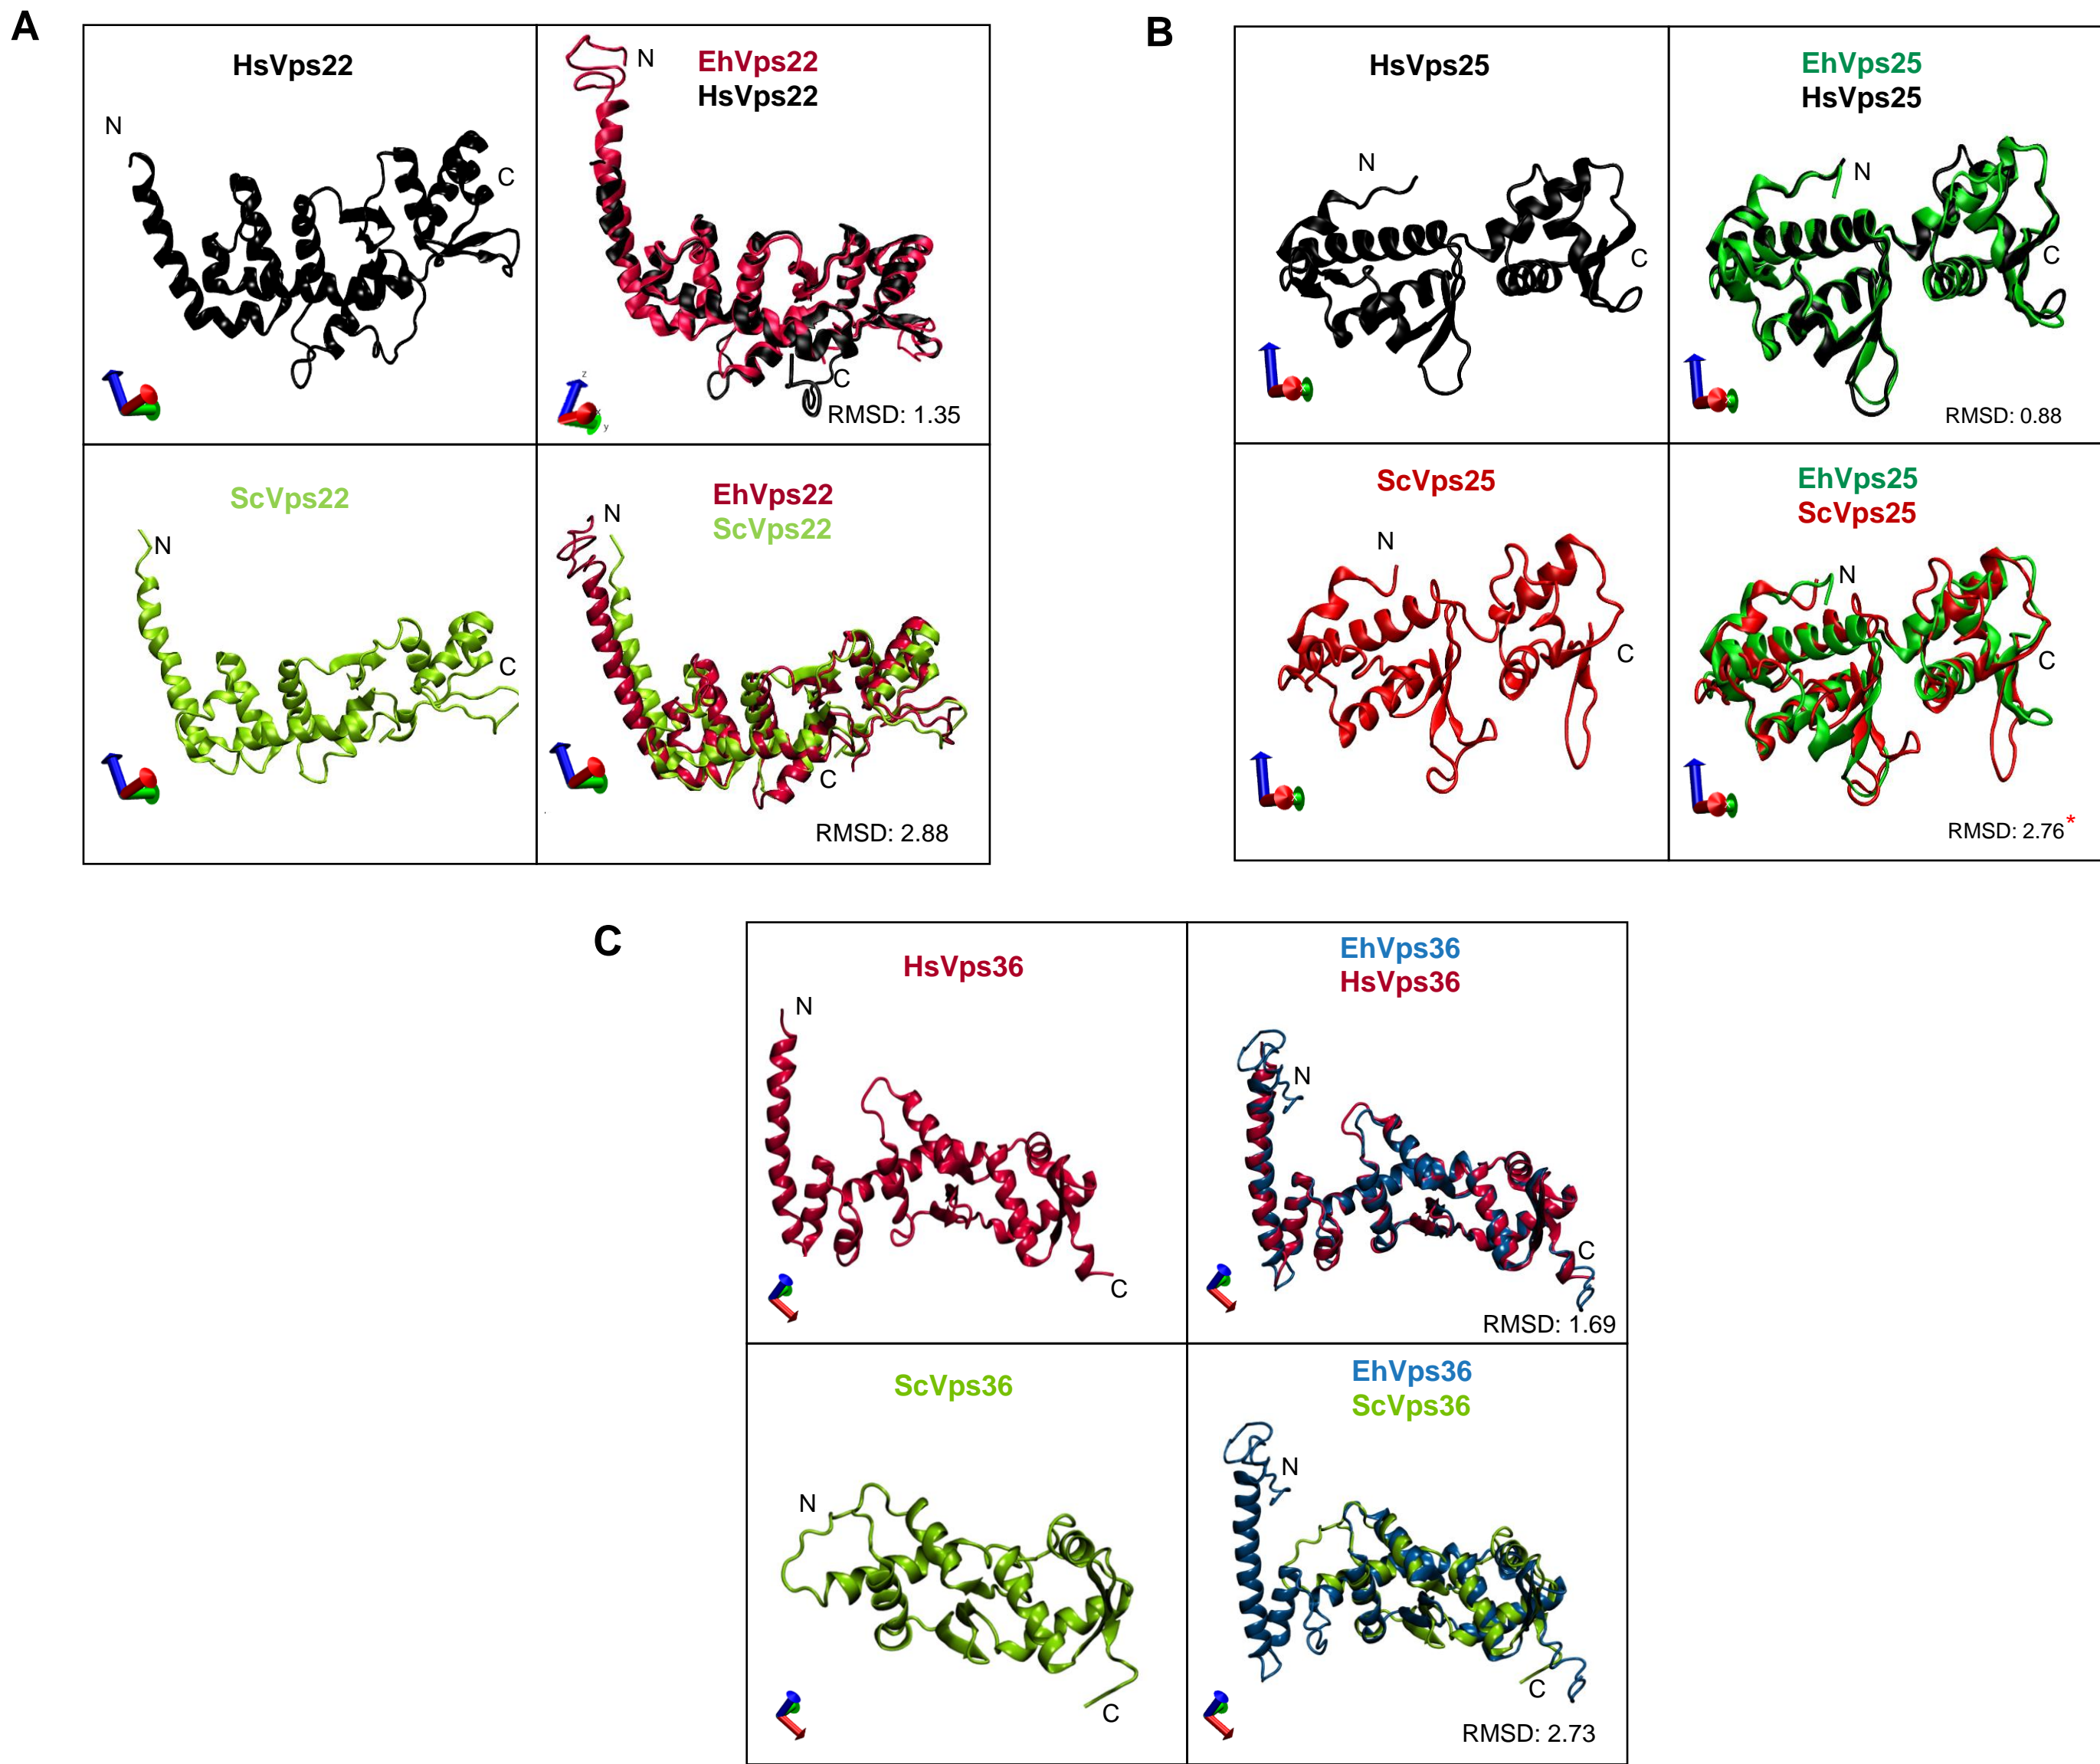 A
HsVps22
N
C
N
EhVps22
HsVps22
z
x
y
C
RMSD: 1.35
ScVps22
N
C
N
EhVps22
ScVps22
C
RMSD: 2.88
B
HsVps25
N
C
EhVps25
HsVps25
N
C
RMSD: 0.88
ScVps25
N
C
EhVps25
ScVps25
N
C
RMSD: 2.76*
C
HsVps36
N
C
EhVps36
HsVps36
N
C
RMSD: 1.69
ScVps36
N
C
EhVps36
ScVps36
N
C
RMSD: 2.73